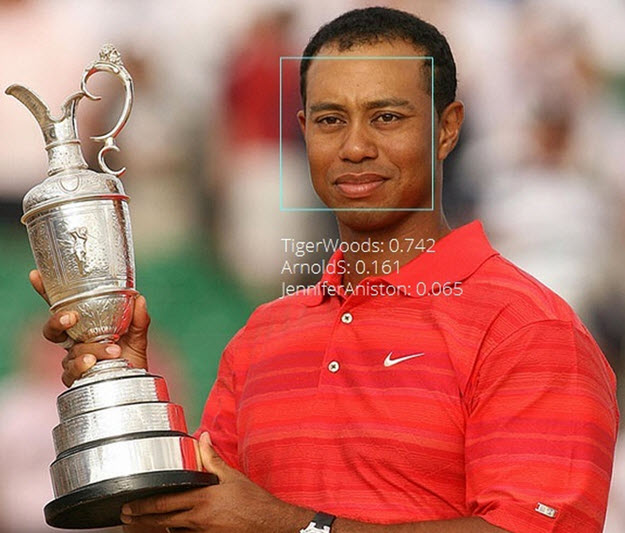 TigerWoods: 0.742
ArnoldS: 0.161
JenniferAniston: 0.065